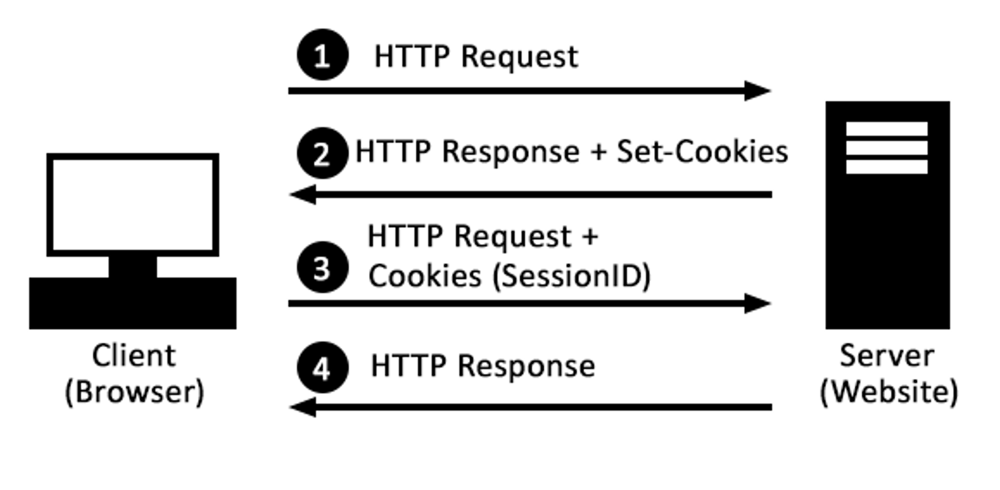 1 HTTP Request
2 HTTP Response + Set-Cookies
HTTP Request +
3 Cookies (SessionID)
4 HTTP Response
Client
(Browser)
Server
(Website)